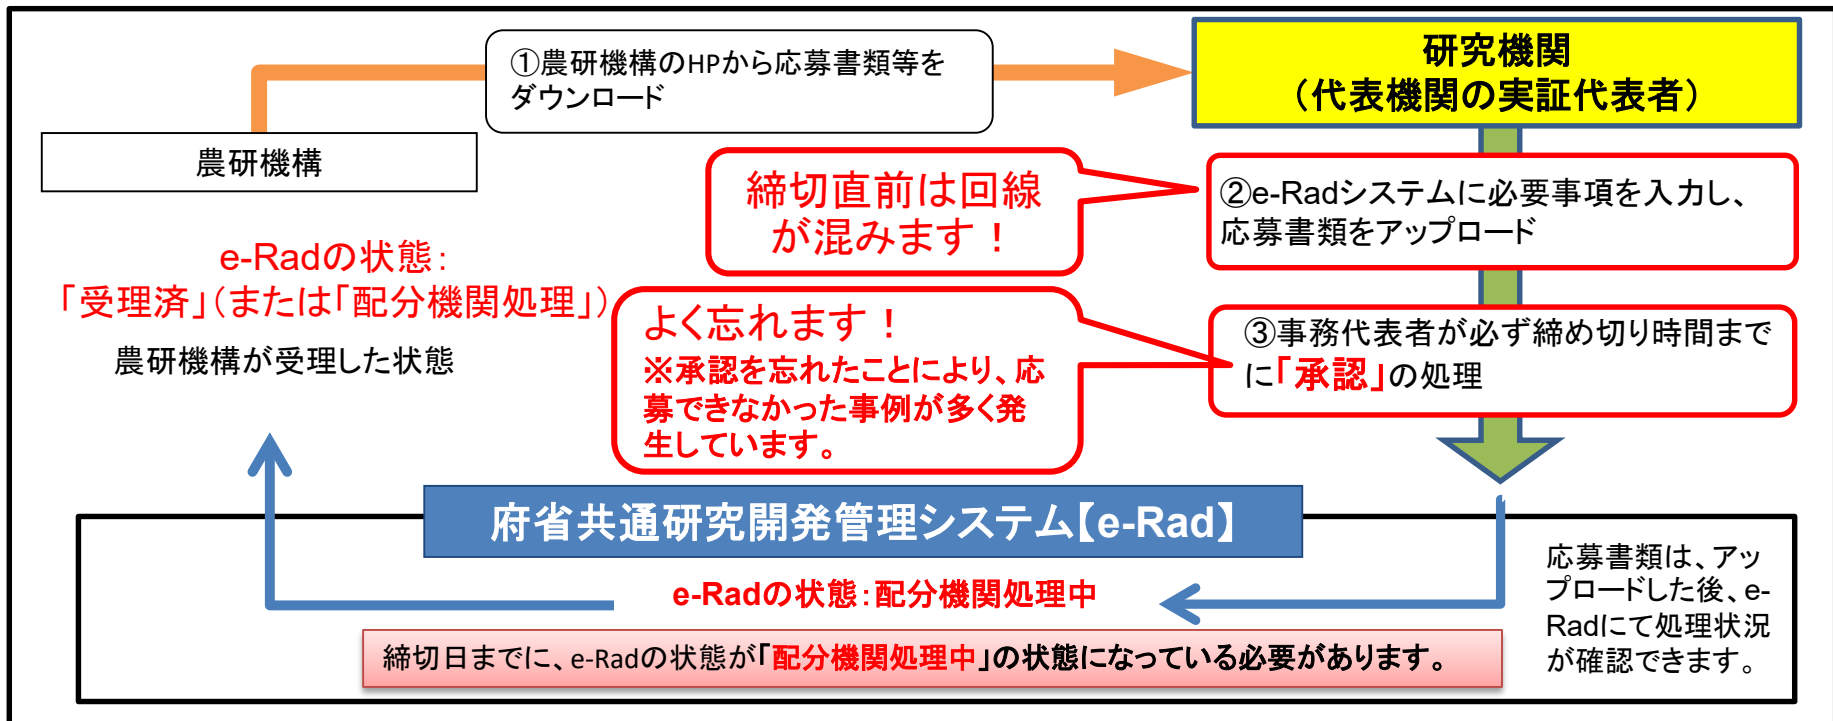 ①農研機構のHPから応募書類等を
ダウンロード
研究機関
（代表機関の実証代表者）
農研機構
締切直前は回線
が混みます！
②e-Radシステムに必要事項を入力し、
応募書類をアップロード
e-Radの状態：
「受理済」（または「配分機関処理」）
農研機構が受理した状態
よく忘れます！
※承認を忘れたことにより、応
募できなかった事例が多く発
生しています。
③事務代表者が必ず締め切り時間まで
に「承認」の処理
府省共通研究開発管理システム【e-Rad】
e-Radの状態：配分機関処理中
締切日までに、e-Radの状態が「配分機関処理中」の状態になっている必要があります。
応募書類は、アッ
プロードした後、e-
Radにて処理状況
が確認できます。